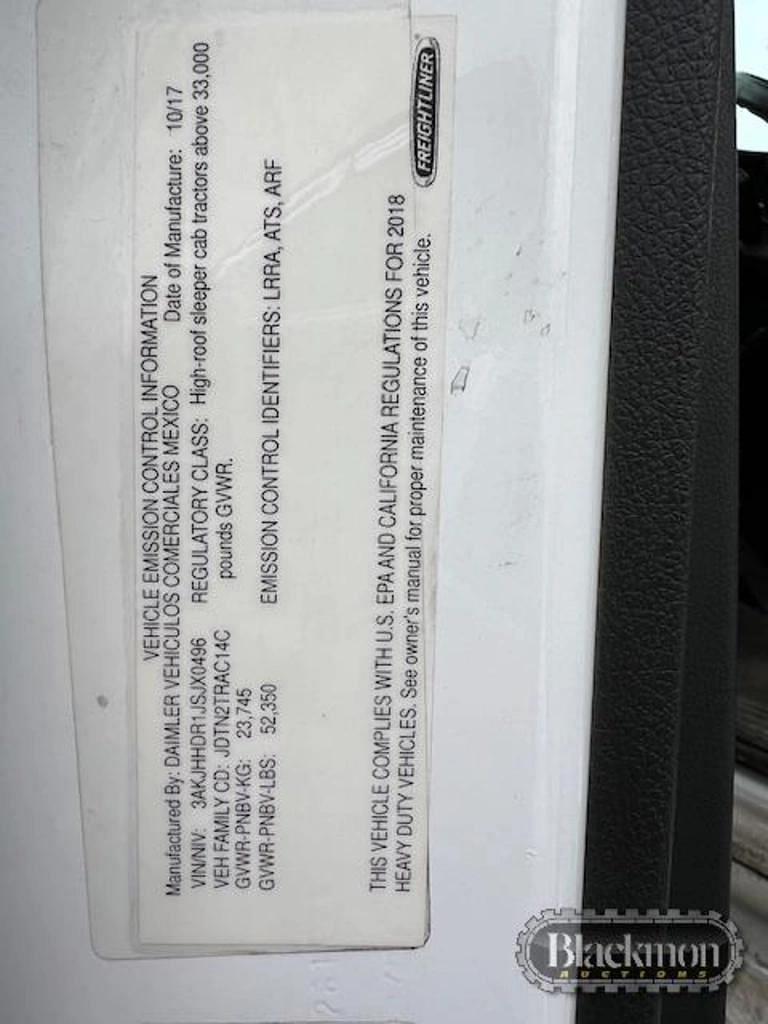 VEHICLE EMISSION CONTROL INFORMATION
Manufactured By: DAIMLER VEHICULOS COMERCIALES MEXICO Date of Manufacture: 10/17
VIN/NIV: 3AKJHHDR1JSJX0496 REGULATORY CLASS: High-roof sleeper cab tractors above 33,000
VEH FAMILY CD: JDTN2TRAC14C pounds GVWR.
GVWR-PNBV-KG: 23,745
GVWR-PNBV-LBS: 52,350 EMISSION CONTROL IDENTIFIERS: LRRA, ATS, ARF
THIS VEHICLE COMPLIES WITH U.S. EPA AND CALIFORNIA REGULATIONS FOR 2018
HEAVY DUTY VEHICLES. See owner's manual for proper maintenance of this vehicle.
FREIGHTLINER
Blackmon
AUCTIONS